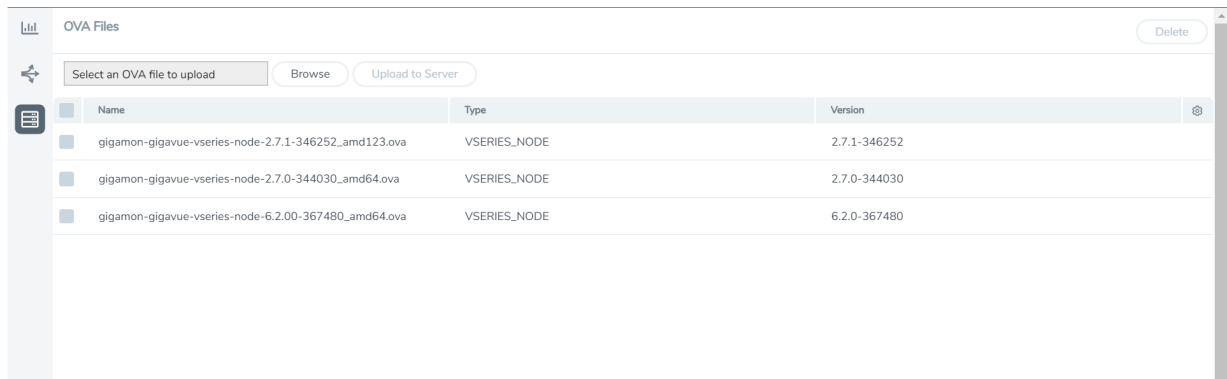 OVA Files
Delete
Select an OVA file to upload Browse Upload to Server
Name Type Version
gigamon-gigavue-vseries-node-2.7.1-346252_amd123.ova VSERIES_NODE 2.7.1-346252
gigamon-gigavue-vseries-node-2.7.0-344030_amd64.ova VSERIES_NODE 2.7.0-344030
gigamon-gigavue-vseries-node-6.2.00-367480_amd64.ova VSERIES_NODE 6.2.0-367480